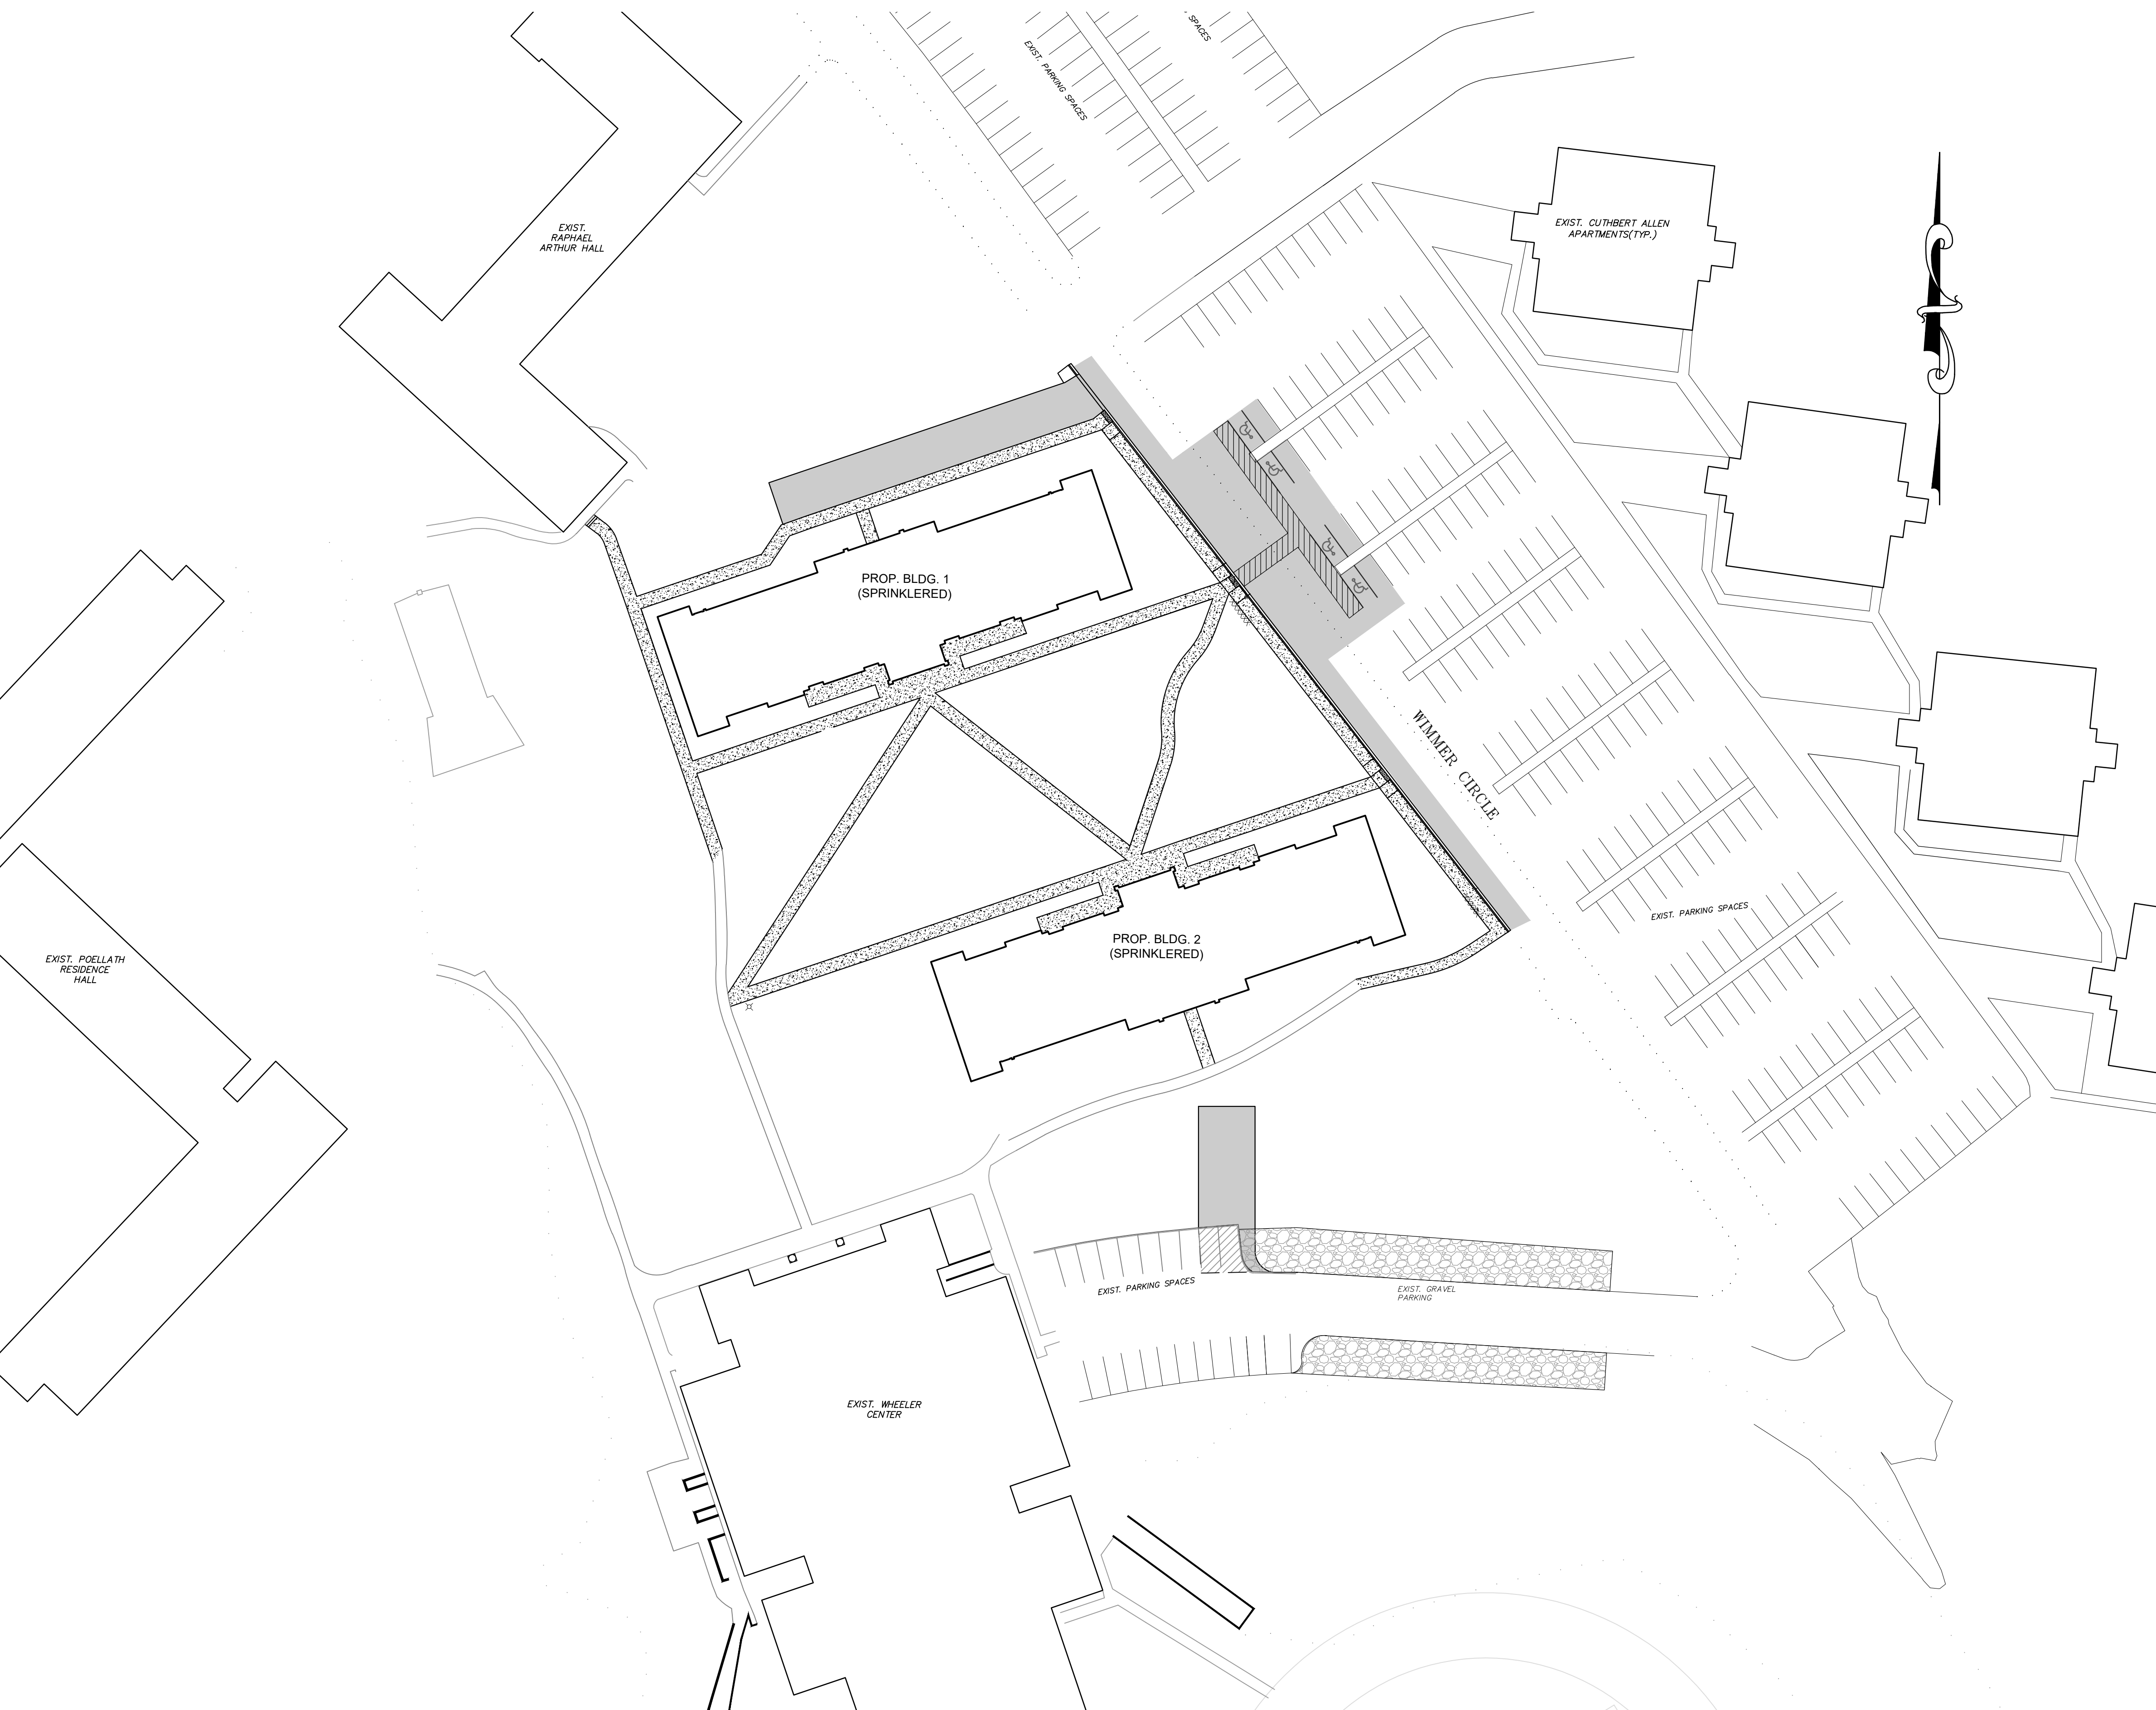 SPACES
EXIST. PARKING SPACES
EXIST.
RAPHAEL
ARTHUR HALL
EXIST. CUTHBERT ALLEN
APARTMENTS(TYP.)
PROP. BLDG. 1
(SPRINKLERED)
WIMMER CIRCLE
EXIST. PARKING SPACES
PROP. BLDG. 2
(SPRINKLERED)
EXIST. POELLATH
RESIDENCE
HALL
EXIST. PARKING SPACES
EXIST. GRAVEL
PARKING
EXIST. WHEELER
CENTER